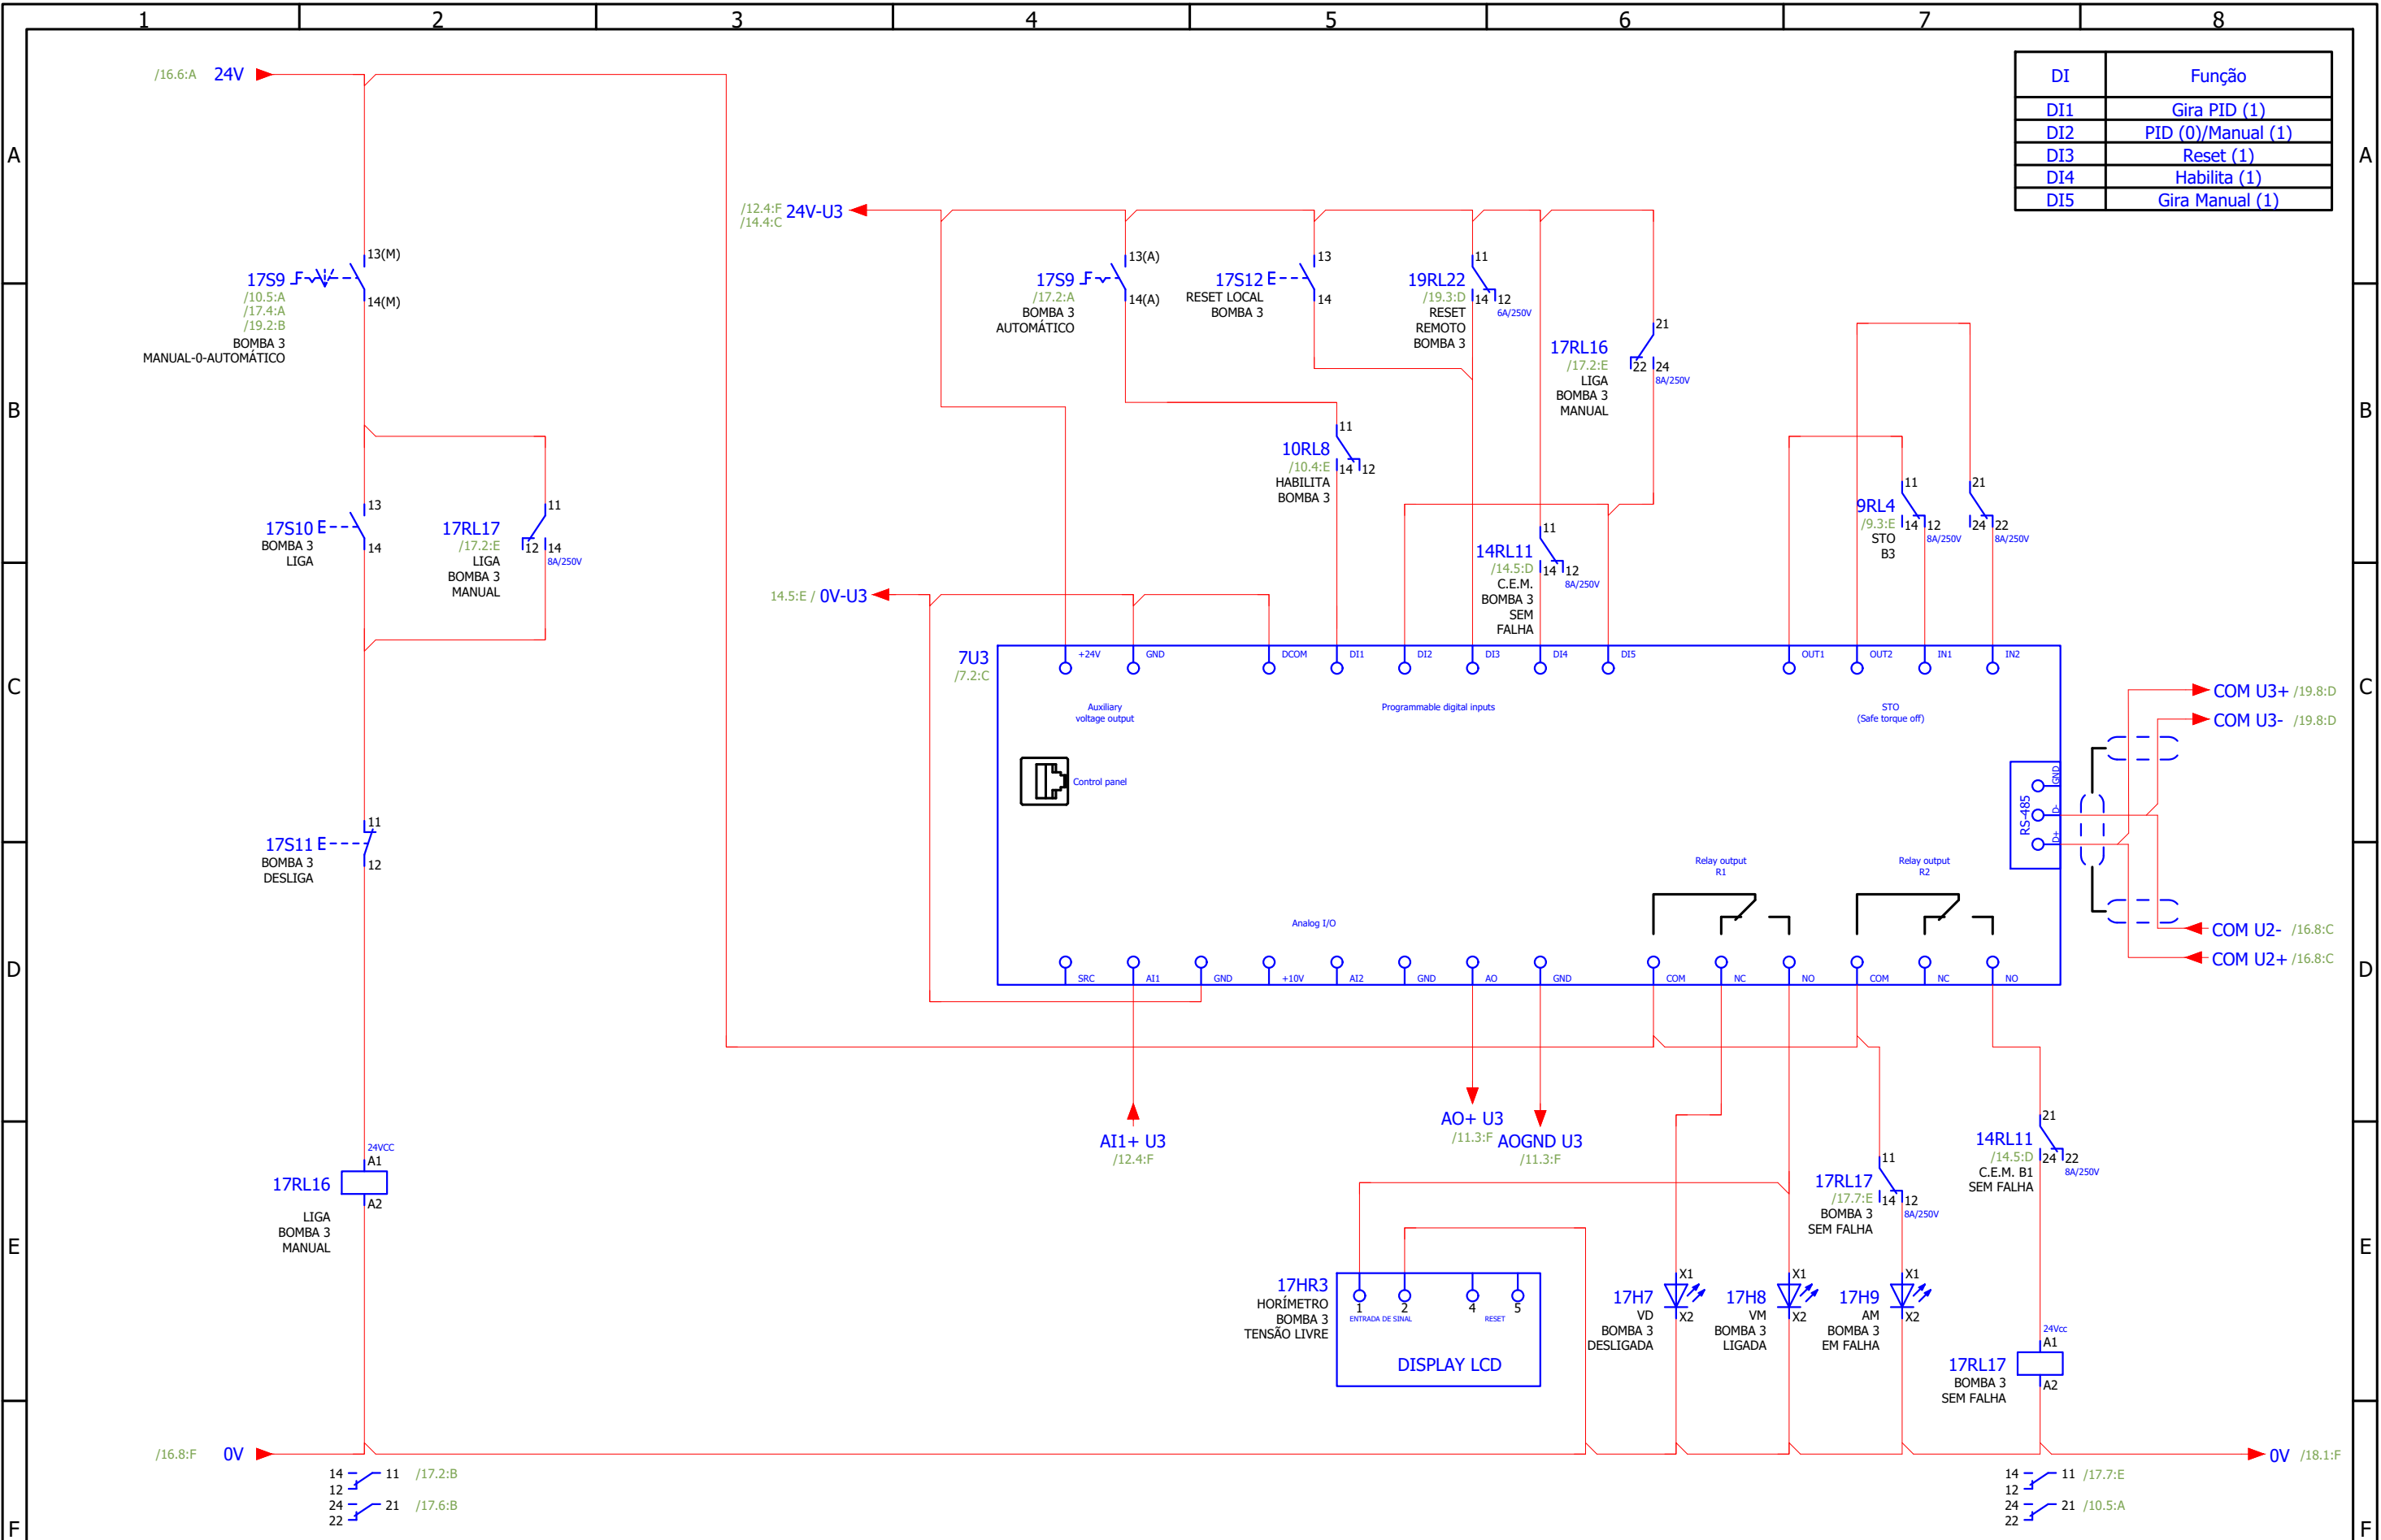 1 2 3 4 5 6 7 8
/16.6:A 24V
DI Função
DI1 Gira PID (1)
DI2 PID (0)/Manual (1)
DI3 Reset (1)
DI4 Habilita (1)
DI5 Gira Manual (1)
A A
/12.4:F 24V-U3
/14.4:C
13(M)
17S9
14(M)
/10.5:A
/17.4:A
/19.2:B
BOMBA 3
MANUAL-0-AUTOMÁTICO
13(A)
17S9
14(A)
/17.2:A
BOMBA 3
AUTOMÁTICO
13
17S12
14
RESET LOCAL
BOMBA 3
11
19RL22
14 12
/19.3:D
6A/250V
RESET
REMOTO
BOMBA 3
21
17RL16
22 24
/17.2:E
8A/250V
LIGA
BOMBA 3
MANUAL
B B
11
10RL8
14 12
/10.4:E
HABILITA
BOMBA 3
13
17S10
14
BOMBA 3
LIGA
11
17RL17
12 14
/17.2:E
8A/250V
LIGA
BOMBA 3
MANUAL
11
14RL11
14 12
/14.5:D
8A/250V
C.E.M.
BOMBA 3
SEM
FALHA
11 21
9RL4
14 12 24 22
/9.3:E
8A/250V 8A/250V
STO
B3
14.5:E / 0V-U3
7U3
/7.2:C
+24V GND DCOM DI1 DI2 DI3 DI4 DI5 OUT1 OUT2 IN1 IN2
Auxiliary
voltage output
Programmable digital inputs
STO
(Safe torque off)
C C
COM U3+ /19.8:D
COM U3- /19.8:D
Control panel
RS-485
GND
D-
D+
11
17S11
12
BOMBA 3
DESLIGA
Relay output
R1
Relay output
R2
Analog I/O
COM U2- /16.8:C
COM U2+ /16.8:C
D D
SRC AI1 GND +10V AI2 GND AO GND COM NC NO COM NC NO
AI1+ U3
/12.4:F
AO+ U3
/11.3:F
AOGND U3
/11.3:F
24VCC
A1
17RL16
A2
LIGA
BOMBA 3
MANUAL
21
14RL11
24 22
/14.5:D
8A/250V
C.E.M. B1
SEM FALHA
11
17RL17
14 12
/17.7:E
8A/250V
BOMBA 3
SEM FALHA
E E
17HR3
HORÍMETRO
BOMBA 3
TENSÃO LIVRE
1 2 4 5
ENTRADA DE SINAL RESET
DISPLAY LCD
X1
17H7
X2
VD
BOMBA 3
DESLIGADA
X1
17H8
X2
VM
BOMBA 3
LIGADA
X1
17H9
X2
AM
BOMBA 3
EM FALHA
24Vcc
A1
17RL17
A2
BOMBA 3
SEM FALHA
/16.8:F 0V
0V /18.1:F
14 11 /17.2:B
12
24 21 /17.6:B
22
14 11 /17.7:E
12
24 21 /10.5:A
22
F F